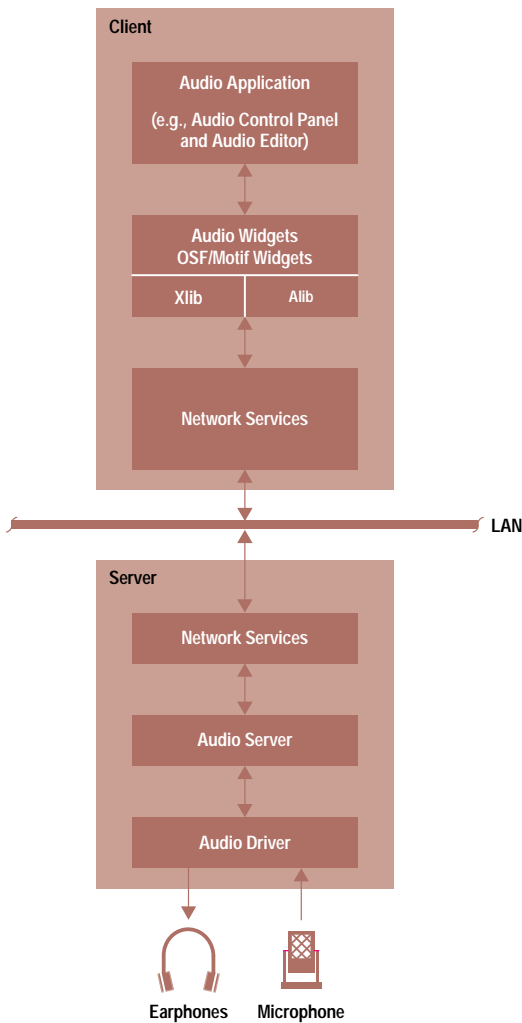 Client
Audio Application
(e.g., Audio Control Panel
and Audio Editor)
Audio Widgets
OSF/Motif Widgets
Xlib
Alib
Network Services
LAN
Server
Network Services
Audio Server
Audio Driver
Earphones
Microphone